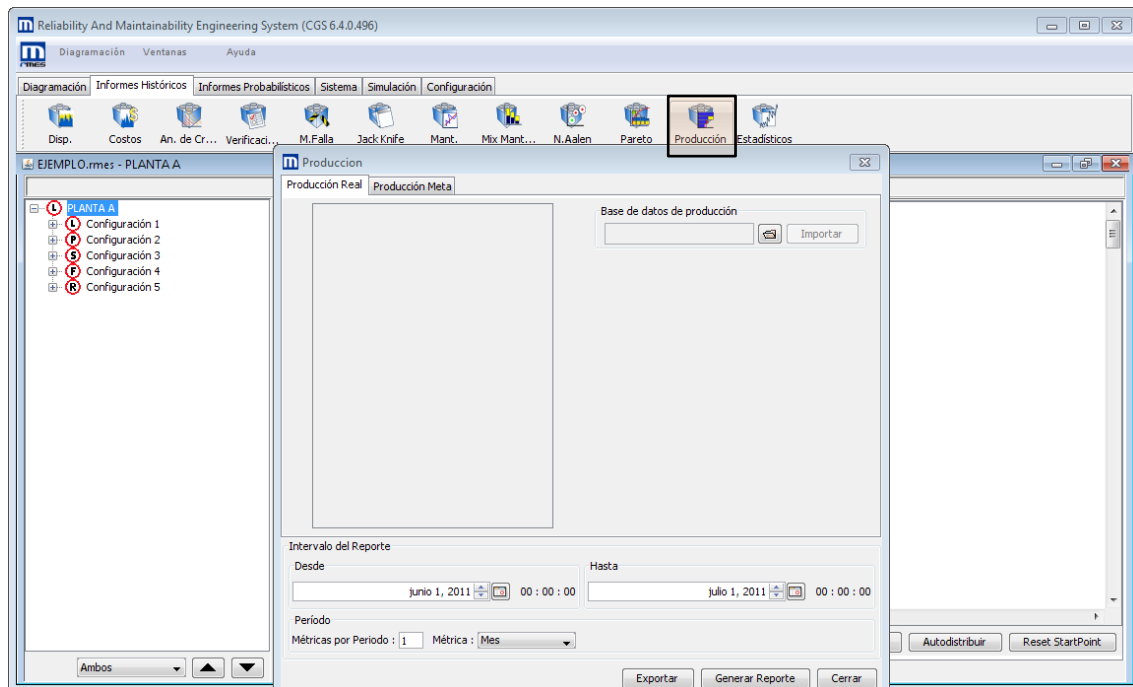 Reliability And Maintainability Engineering System (CGS 6.4.0.496)
rmes
Diagramación Ventanas Ayuda
Diagramación Informes Históricos Informes Probabilísticos Sistema Simulación Configuración
Disp. Costos An. de Cr... Verificaci... M.Falla Jack Knife Mant. Mix Mant... N.Aalen Pareto Producción Estadísticos
EJEMPLO.rmes - PLANTA A
Produccion
Producción Real Producción Meta
L PLANTA A
L Configuración 1
P Configuración 2
S Configuración 3
F Configuración 4
R Configuración 5
Base de datos de producción
Importar
Intervalo del Reporte
Desde
junio 1, 2011 00 : 00 : 00
Hasta
julio 1, 2011 00 : 00 : 00
Período
Métricas por Periodo : 1 Métrica : Mes
Exportar Generar Reporte Cerrar
Autodistribuir Reset StartPoint
Ambos